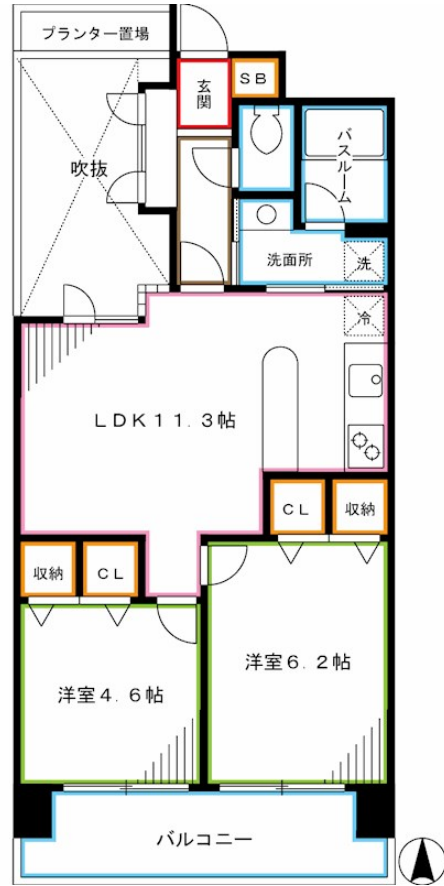 プランター置場
玄関
SB
吹抜
バスルーム
洗面所
洗
冷
LDK11.3帖
CL
収納
収納
CL
洋室6.2帖
洋室4.6帖
バルコニー